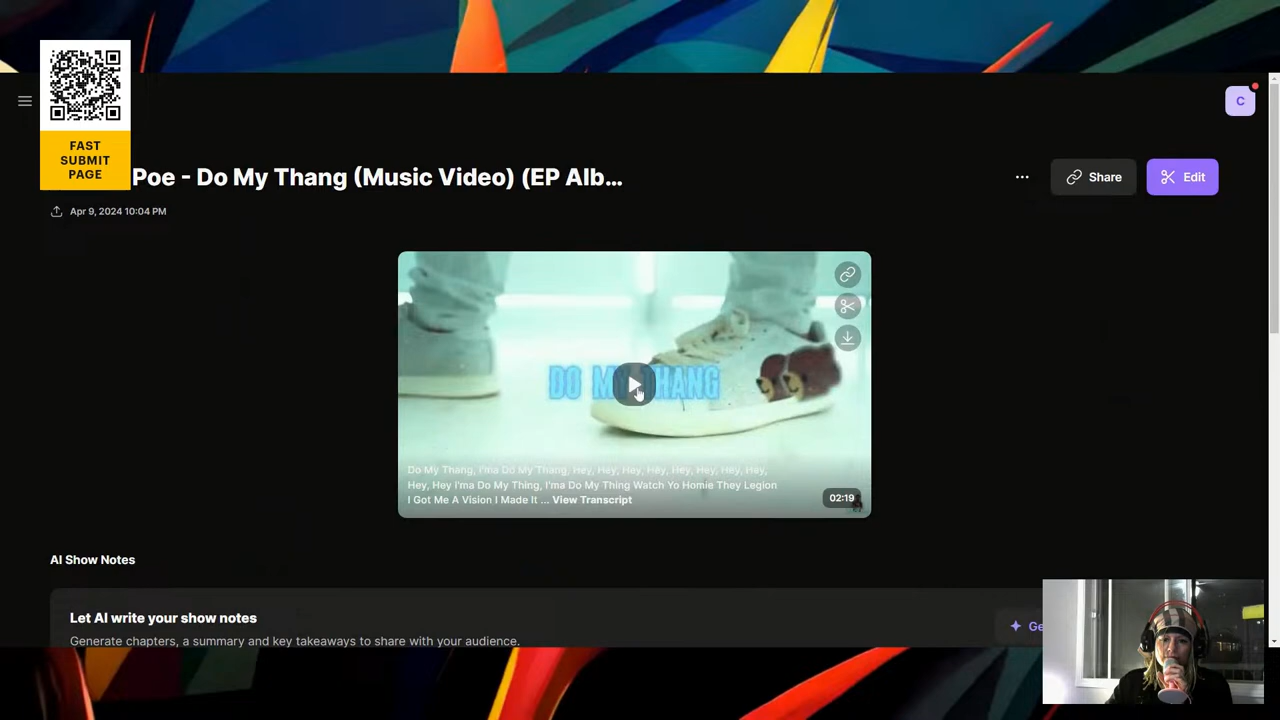 FAST
SUBMIT
PAGE
C
Poe - Do My Thang (Music Video) (EP Alb...
Share
Edit
Apr 9, 2024 10:04 PM
DO MY THANG
Do My Thang, I'ma Do My Thang, Hey, Hey, Hey, Hey, Hey, Hey, Hey,
Hey, Hey I'ma Do My Thing, I'ma Do My Thing Watch Yo Homie They Legion
I Got Me A Vision I Made It ... View Transcript
02:19
AI Show Notes
Let AI write your show notes
Generate chapters, a summary and key takeaways to share with your audience.
Ge